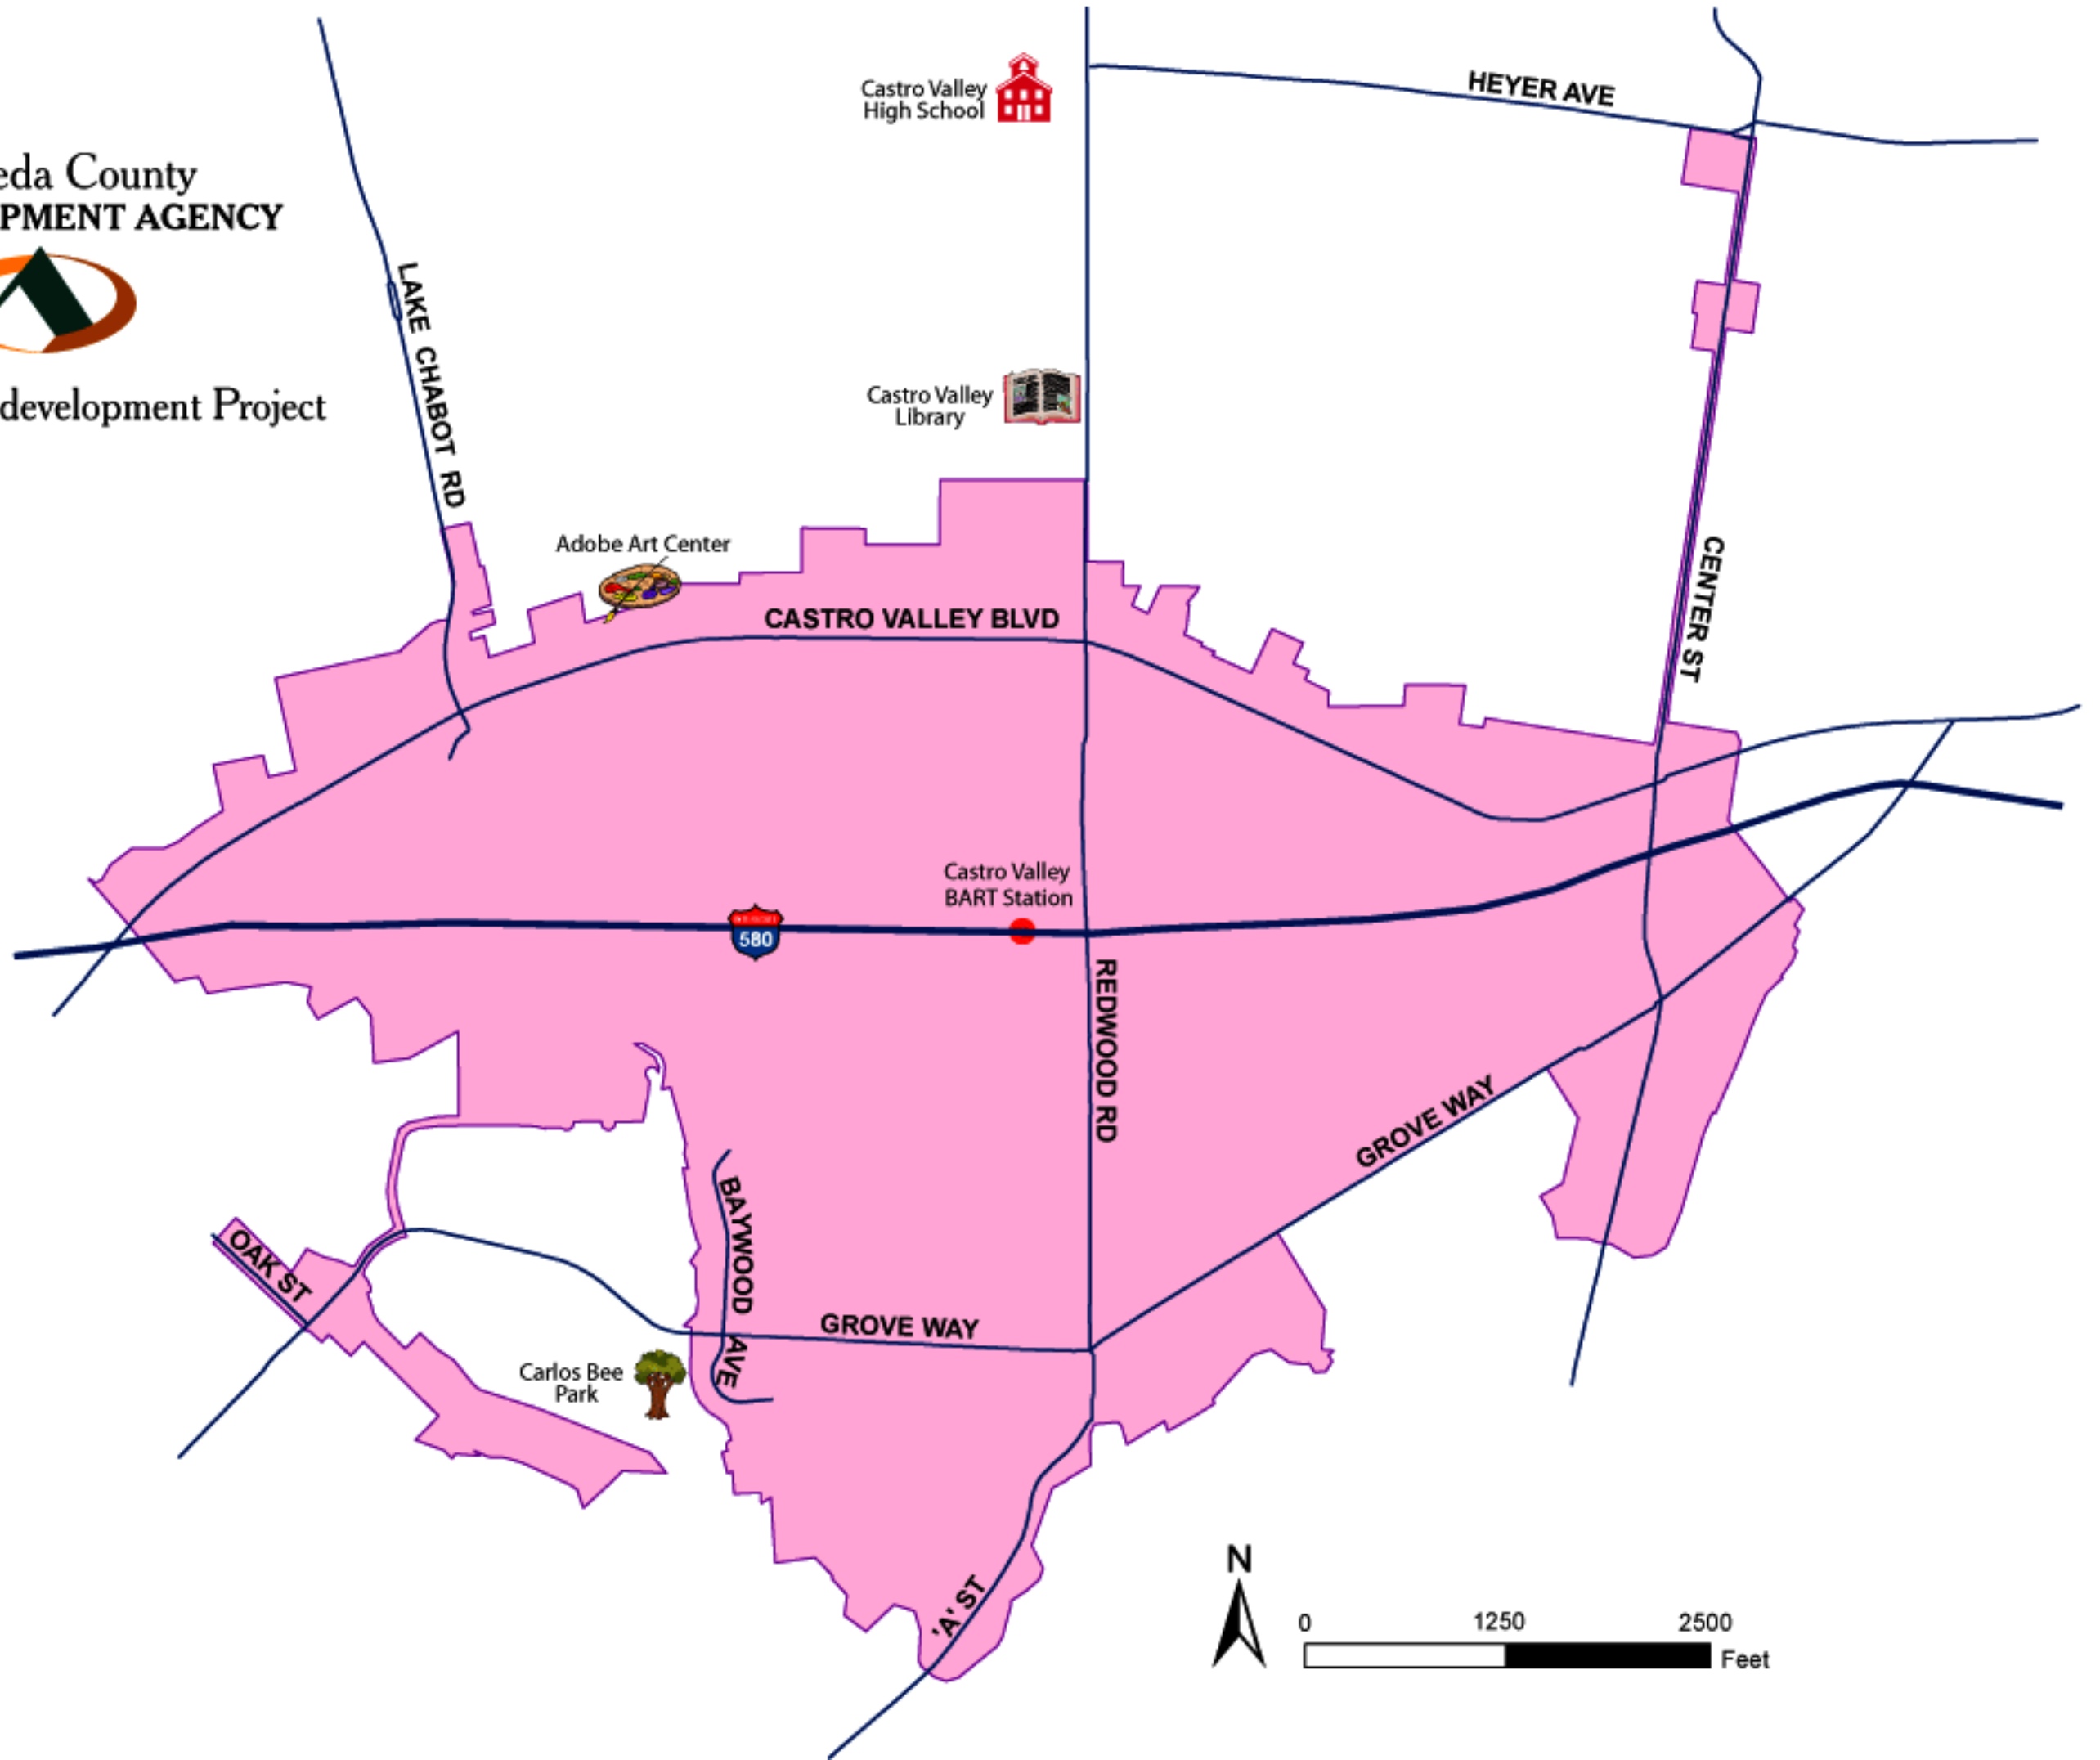 eda County
PMENT AGENCY
development Project
Castro Valley
High School
HEYER AVE
LAKE CHABOT RD
Castro Valley
Library
Adobe Art Center
CASTRO VALLEY BLVD
CENTER ST
Castro Valley
BART Station
580
REDWOOD RD
GROVE WAY
BAYWOOD AVE
OAK ST
GROVE WAY
Carlos Bee
Park
'A' ST
N
0 1250 2500
Feet